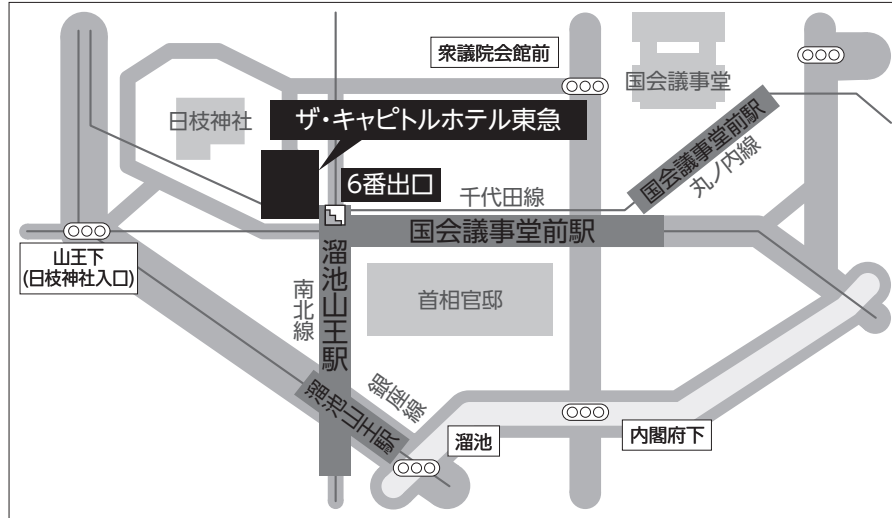 衆議院会館前
国会議事堂
日枝神社
ザ・キャピトルホテル東急
国会議事堂前駅
丸ノ内線
6番出口
千代田線
国会議事堂前駅
山王下
(日枝神社入口)
溜池山王駅
南北線
首相官邸
銀座線
溜池山王駅
溜池
内閣府下